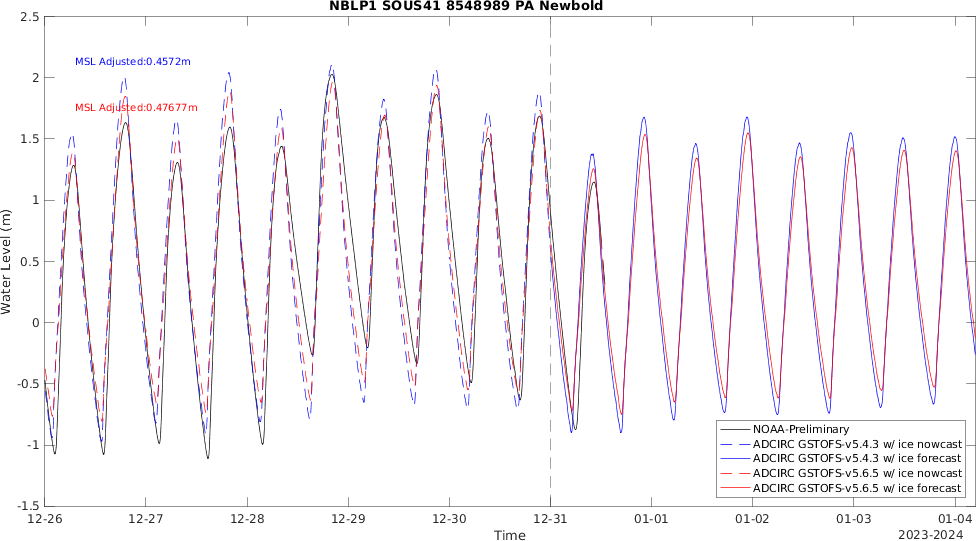 NBLP1 SOUS41 8548989 PA Newbold
2.5
2
1.5
1
0.5
0
-0.5
-1
-1.5
Water Level (m)
MSL Adjusted:0.4572m
MSL Adjusted:0.47677m
NOAA-Preliminary
ADCIRC GSTOFS-v5.4.3 w/ ice nowcast
ADCIRC GSTOFS-v5.4.3 w/ ice forecast
ADCIRC GSTOFS-v5.6.5 w/ ice nowcast
ADCIRC GSTOFS-v5.6.5 w/ ice forecast
12-26 12-27 12-28 12-29 12-30 12-31 01-01 01-02 01-03 01-04
Time
2023-2024